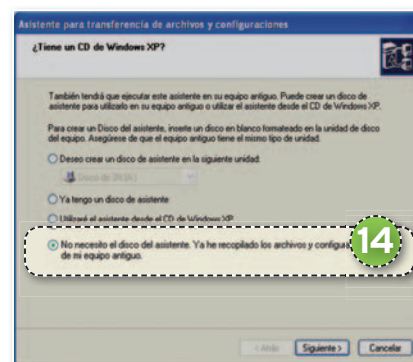 Asistente para transferencia de archivos y configuraciones
¿Tiene un CD de Windows XP?
También tendrá que ejecutar este asistente en su equipo antiguo. Puede crear un disco de
asistente para utilizarlo en su equipo antiguo o utilizar el asistente desde el CD de Windows XP.
Para crear un Disco del asistente, inserte un disco en blanco formateado en la unidad de disco
del equipo. Asegúrese de que el equipo antiguo tiene el mismo tipo de unidad.
Deseo crear un disco de asistente en la siguiente unidad:
Disco de 3½ (A:)
Ya tengo un disco de asistente
Utilizaré el asistente desde el CD de Windows XP
No necesito el disco del asistente. Ya he recopilado los archivos y
de mi equipo antiguo.
14
< Atrás
Siguiente >
Cancelar